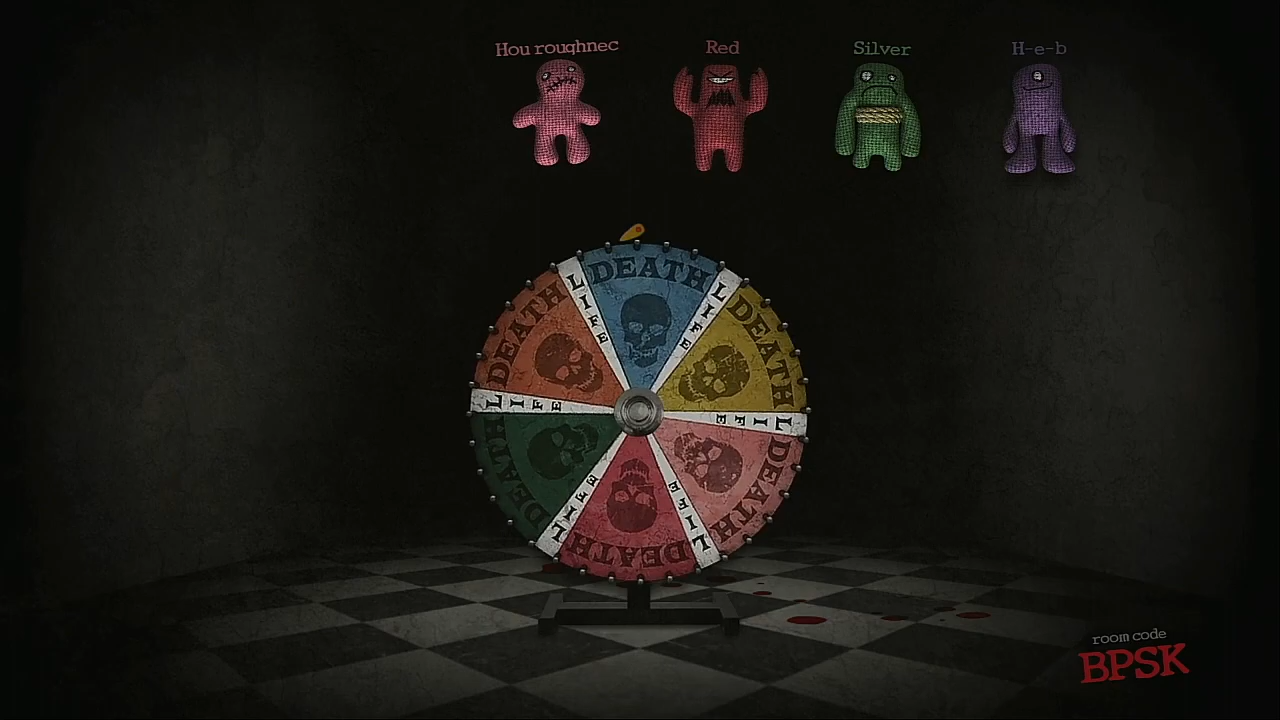 Hou roughnec
Red
Silver
H-e-b
DEATH
LIFE
DEATH
LIFE
DEATH
LIFE
DEATH
LIFE
DEATH
LIFE
DEATH
LIFE
room code
BPSK